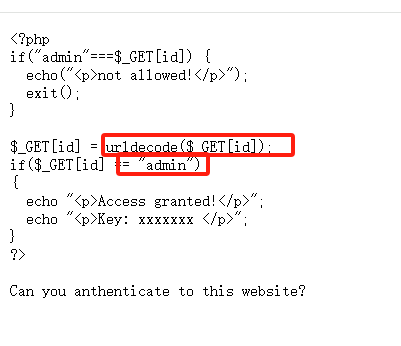 <?php
if("admin"===$_GET[id]) {
echo("<p>not allowed!</p>");
exit();
}
$_GET[id] = urldecode($_GET[id]);
if($_GET[id] == "admin")
{
echo "<p>Access granted!</p>";
echo "<p>Key: xxxxxxx </p>";
}
?>
Can you anthenticate to this website?